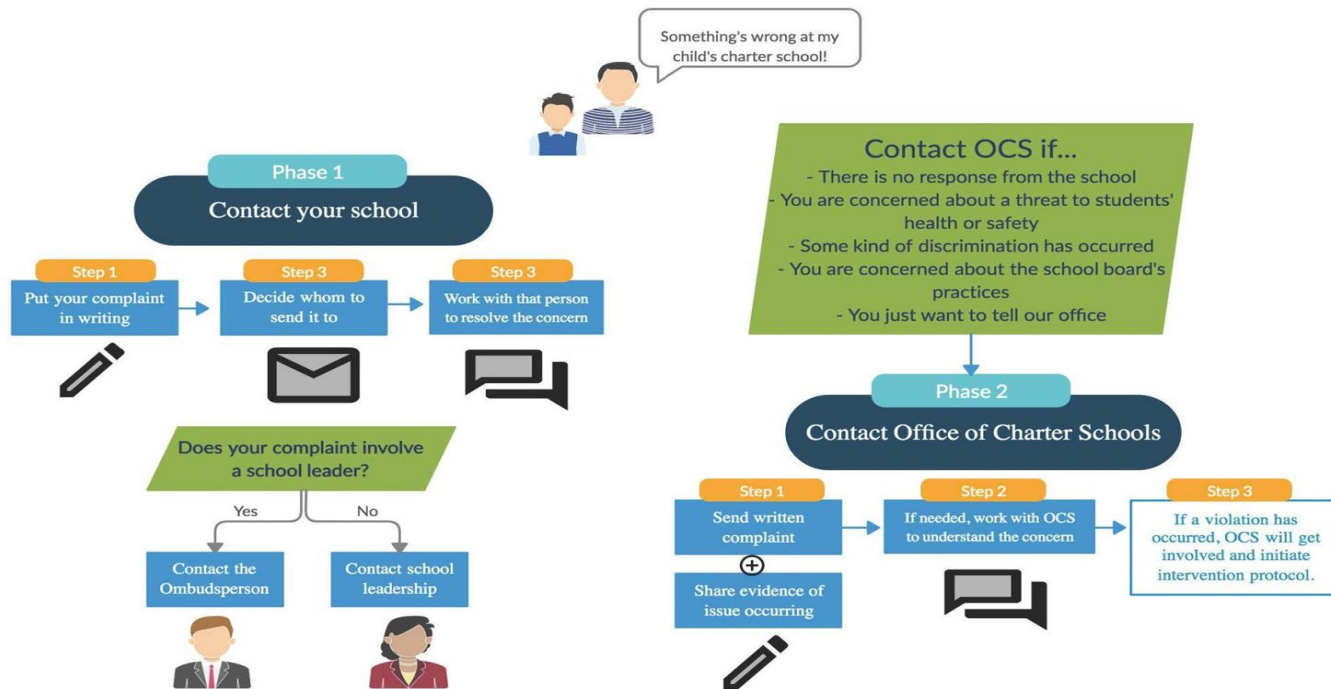 Something's wrong at my
child's charter school!
Phase 1
Contact your school
Step 1
Put your complaint
in writing
Step 3
Decide whom to
send it to
Step 3
Work with that person
to resolve the concern
Does your complaint involve
a school leader?
Yes
No
Contact the
Ombudsperson
Contact school
leadership
Contact OCS if...
- There is no response from the school
- You are concerned about a threat to students'
health or safety
- Some kind of discrimination has occurred
- You are concerned about the school board's
practices
- You just want to tell our office
Phase 2
Contact Office of Charter Schools
Step 1
Send written
complaint
Share evidence of
issue occurring
Step 2
If needed, work with OCS
to understand the concern
Step 3
If a violation has
occurred, OCS will get
involved and initiate
intervention protocol.